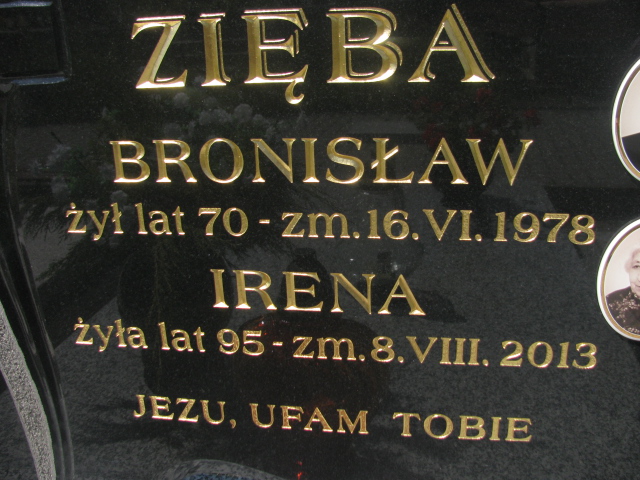 ZIĘBA
BRONISŁAW
żył lat 70 - zm. 16. VI. 1978
IRENA
żyła lat 95 - zm. 8. VIII. 2013
JEZU, UFAM TOBIE